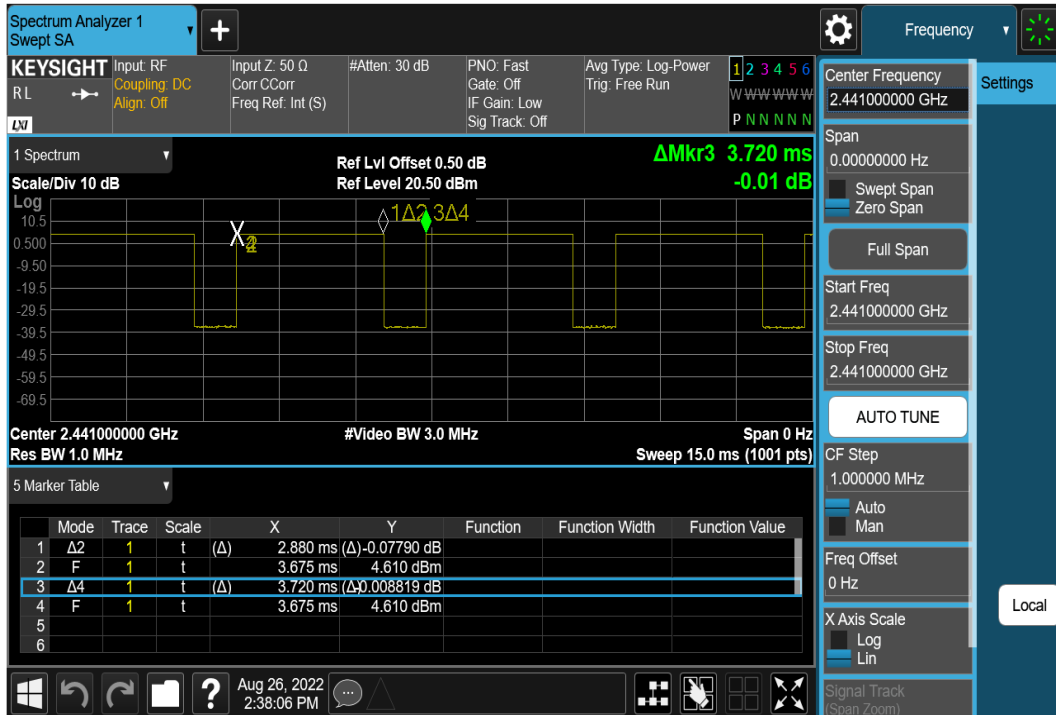 Spectrum Analyzer 1
Swept SA
Frequency
KEYSIGHT
RL
LXI
Input: RF
Coupling: DC
Align: Off
Input Z: 50 Ω
Corr CCorr
Freq Ref: Int (S)
#Atten: 30 dB
PNO: Fast
Gate: Off
IF Gain: Low
Sig Track: Off
Avg Type: Log-Power
Trig: Free Run
1 2 3 4 5 6
W W W W W W
P N N N N N
Center Frequency
2.441000000 GHz
Settings
Span
0.00000000 Hz
Swept Span
Zero Span
Full Span
Start Freq
2.441000000 GHz
Stop Freq
2.441000000 GHz
AUTO TUNE
CF Step
1.000000 MHz
Auto
Man
Freq Offset
0 Hz
X Axis Scale
Log
Lin
Signal Track
(Span Zoom)
Local
1 Spectrum
Scale/Div 10 dB
Ref Lvl Offset 0.50 dB
Ref Level 20.50 dBm
ΔMkr3 3.720 ms
-0.01 dB
Log
10.5
0.500
-9.50
-19.5
-29.5
-39.5
-49.5
-59.5
-69.5
1Δ2 3Δ4
Center 2.441000000 GHz
#Video BW 3.0 MHz
Span 0 Hz
Res BW 1.0 MHz
Sweep 15.0 ms (1001 pts)
5 Marker Table
Mode Trace Scale X Y Function Function Width Function Value
1 Δ2 1 t (Δ) 2.880 ms (Δ) -0.07790 dB
2 F 1 t 3.675 ms 4.610 dBm
3 Δ4 1 t (Δ) 3.720 ms (Δ) -0.008819 dB
4 F 1 t 3.675 ms 4.610 dBm
5
6
Aug 26, 2022
2:38:06 PM